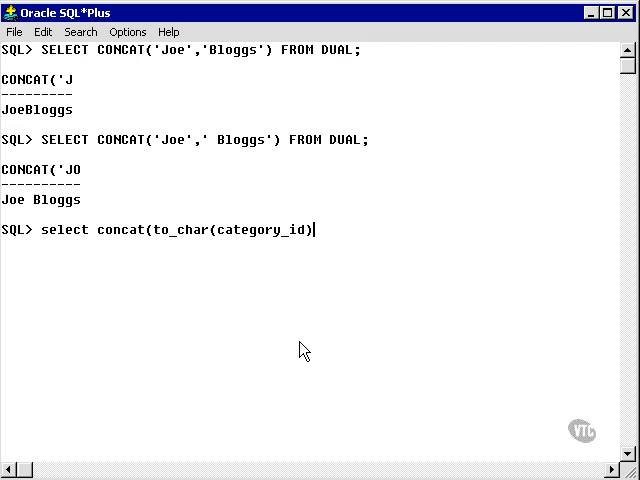 Oracle SQL*Plus
File Edit Search Options Help
SQL> SELECT CONCAT('Joe','Bloggs') FROM DUAL;
CONCAT('J
---------
JoeBloggs
SQL> SELECT CONCAT('Joe',' Bloggs') FROM DUAL;
CONCAT('JO
----------
Joe Bloggs
SQL> select concat(to_char(category_id)
VTC